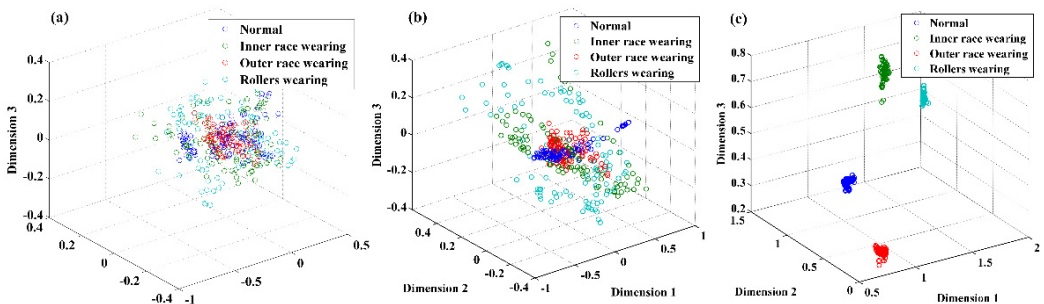 (a)
Normal
Inner race wearing
Outer race wearing
Rollers wearing
Dimension 3
0.4
0.2
0
-0.2
-0.4
0.4
0.2
0
-0.2
-0.4
-1
-0.5
0
0.5
(b)
Normal
Inner race wearing
Outer race wearing
Rollers wearing
Dimension 3
0.4
0.2
0
-0.2
-0.4
0.4
0.2
0
-0.2
-0.4
Dimension 2
-1
-0.5
0
0.5
1
Dimension 1
(c)
Normal
Inner race wearing
Outer race wearing
Rollers wearing
Dimension 3
0.8
0.7
0.6
0.5
0.4
0.3
0.2
1.5
1
0.5
0
Dimension 2
0.5
1
1.5
2
Dimension 1